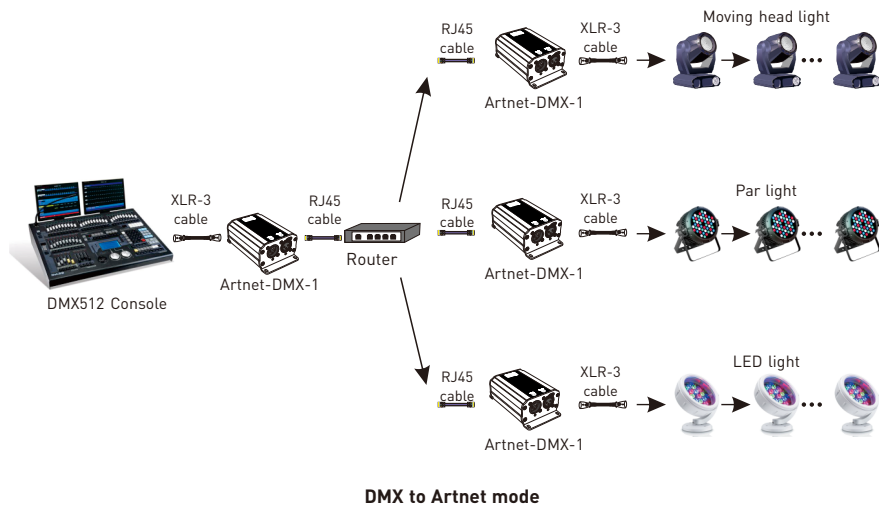 Moving head light
RJ45
cable
XLR-3
cable
Artnet-DMX-1
XLR-3
cable
RJ45
cable
RJ45
cable
XLR-3
cable
Par light
Artnet-DMX-1
Router
Artnet-DMX-1
DMX512 Console
RJ45
cable
XLR-3
cable
LED light
Artnet-DMX-1
DMX to Artnet mode